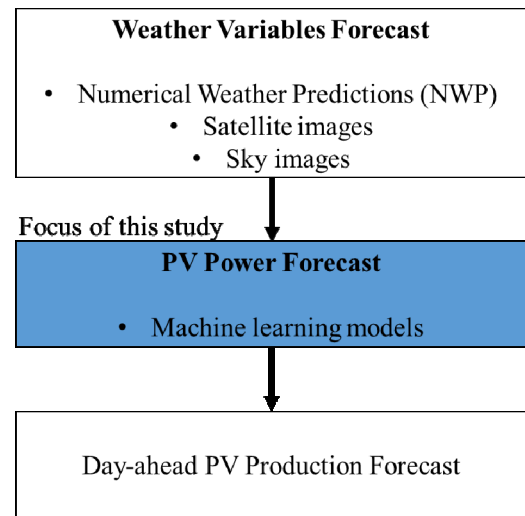 Weather Variables Forecast
• Numerical Weather Predictions (NWP)
• Satellite images
• Sky images
Focus of this study
PV Power Forecast
• Machine learning models
Day-ahead PV Production Forecast